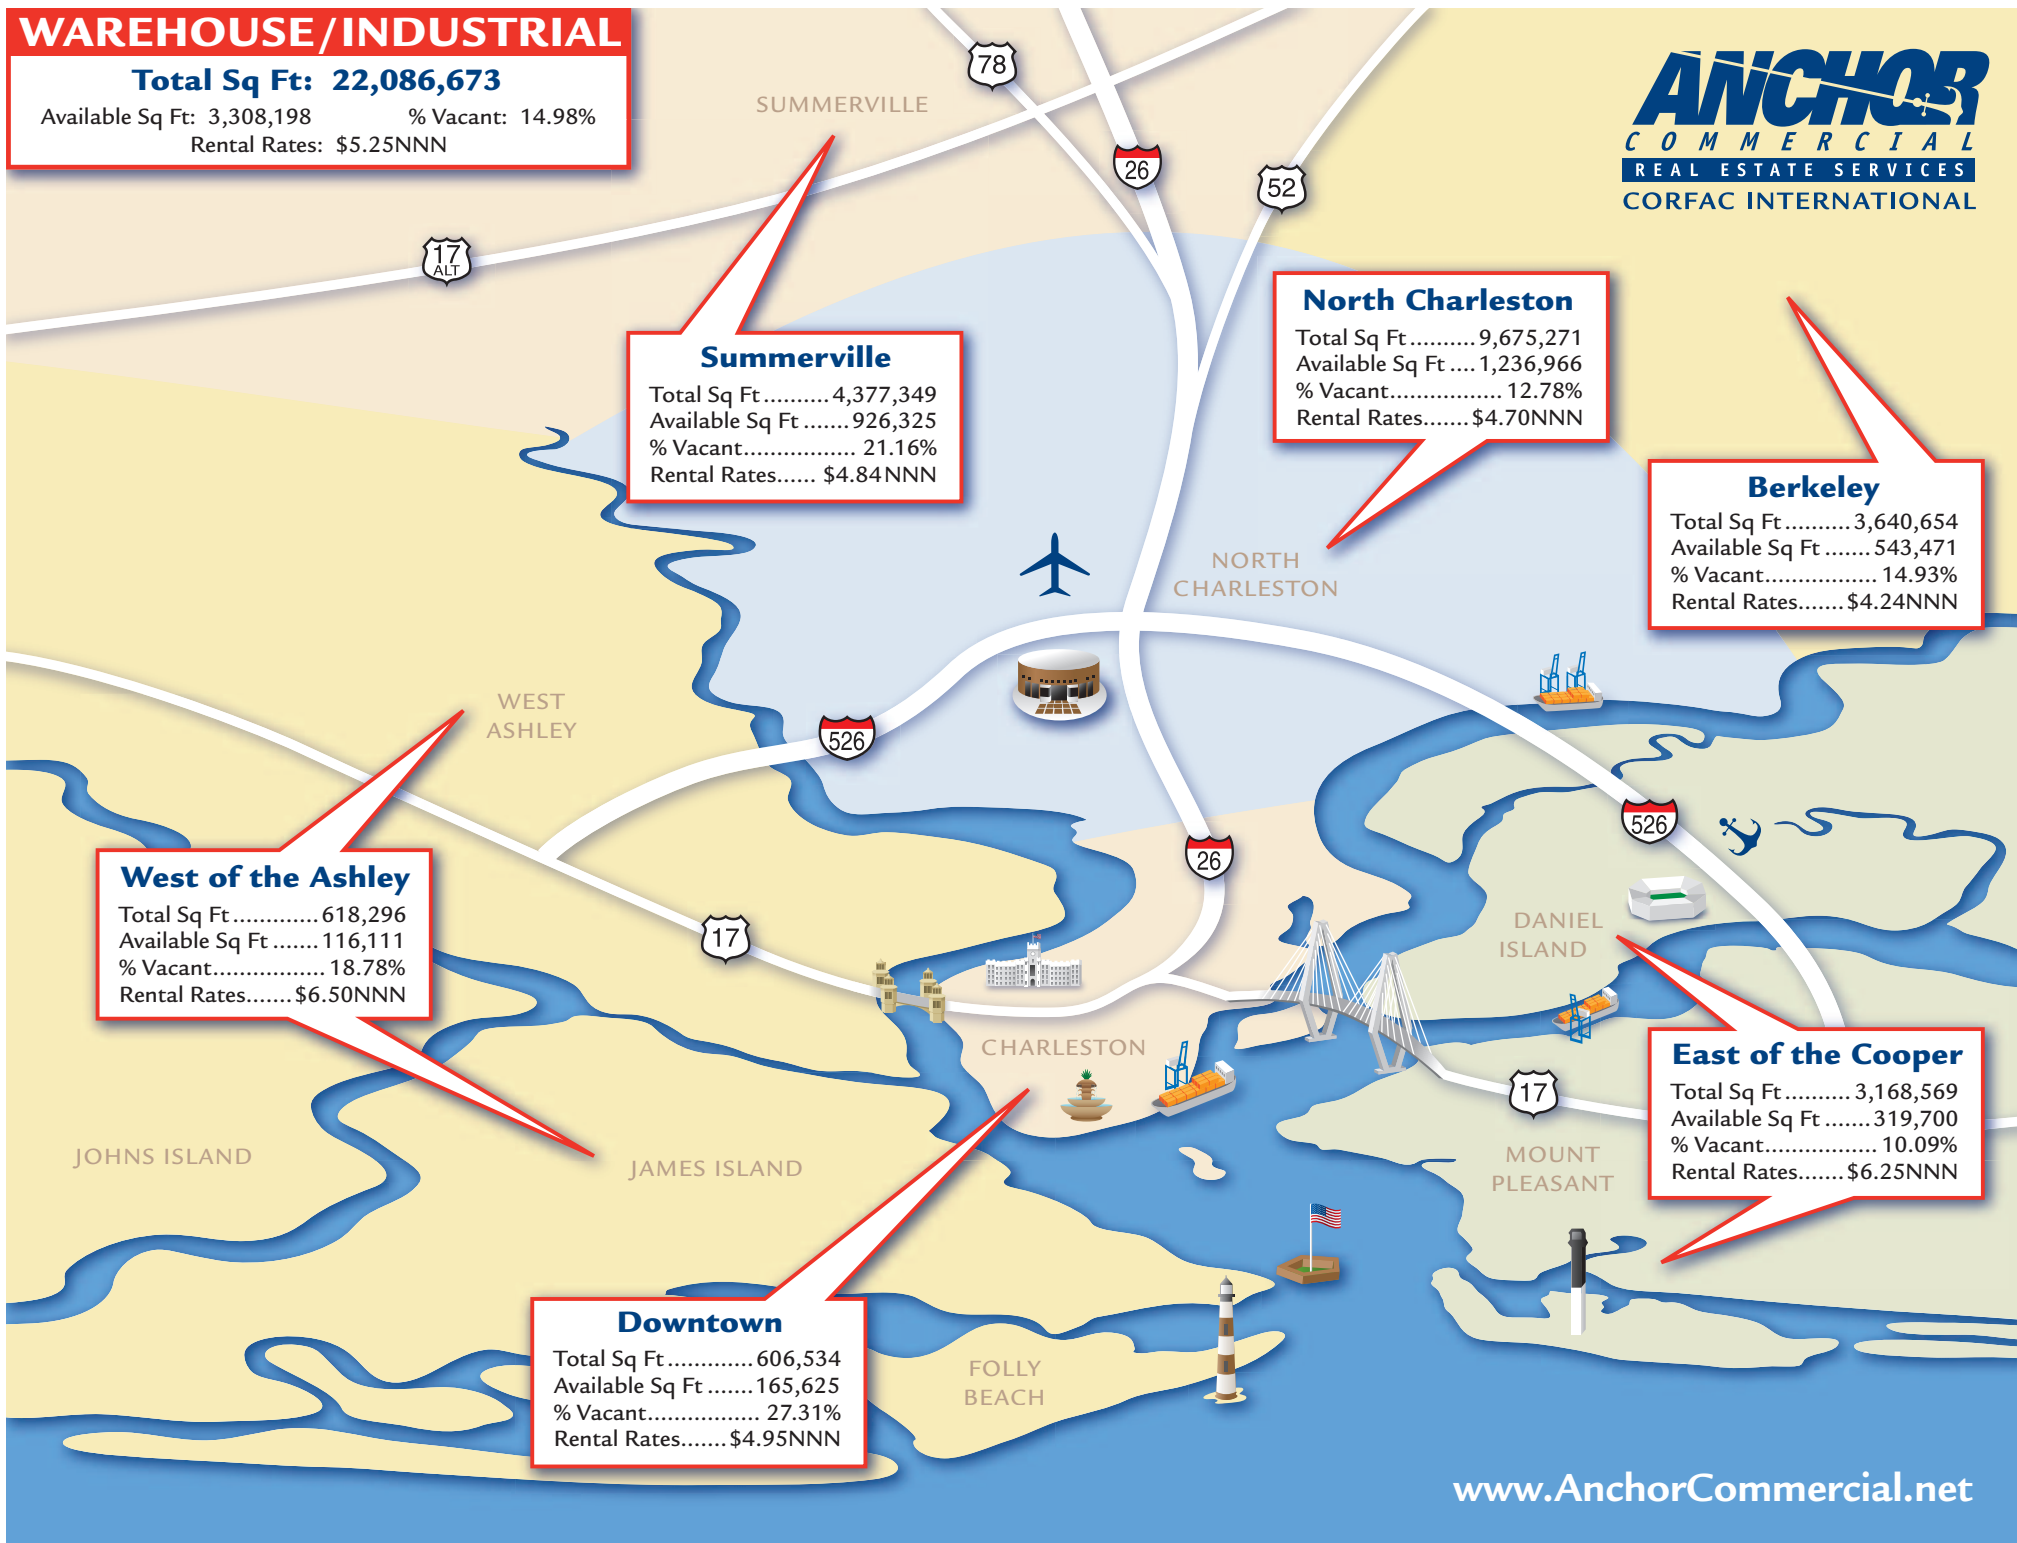 WAREHOUSE/INDUSTRIAL
Total Sq Ft: 22,086,673
Available Sq Ft: 3,308,198 % Vacant: 14.98%
Rental Rates: $5.25NNN
ANCHOR
COMMERCIAL
REAL ESTATE SERVICES
CORFAC INTERNATIONAL
78
SUMMERVILLE
26
52
17
ALT
North Charleston
Total Sq Ft..........9,675,271
Available Sq Ft....1,236,966
% Vacant................. 12.78%
Rental Rates.......$4.70NNN
Summerville
Total Sq Ft..........4,377,349
Available Sq Ft.......926,325
% Vacant................. 21.16%
Rental Rates...... $4.84NNN
Berkeley
Total Sq Ft..........3,640,654
Available Sq Ft.......543,471
% Vacant................. 14.93%
Rental Rates.......$4.24NNN
NORTH
CHARLESTON
WEST
ASHLEY
526
526
26
West of the Ashley
Total Sq Ft.............618,296
Available Sq Ft.......116,111
% Vacant................. 18.78%
Rental Rates.......$6.50NNN
17
DANIEL
ISLAND
CHARLESTON
17
East of the Cooper
Total Sq Ft..........3,168,569
Available Sq Ft.......319,700
% Vacant................. 10.09%
Rental Rates.......$6.25NNN
JOHNS ISLAND
JAMES ISLAND
MOUNT
PLEASANT
Downtown
Total Sq Ft.............606,534
Available Sq Ft.......165,625
% Vacant................. 27.31%
Rental Rates.......$4.95NNN
FOLLY
BEACH
www.AnchorCommercial.net